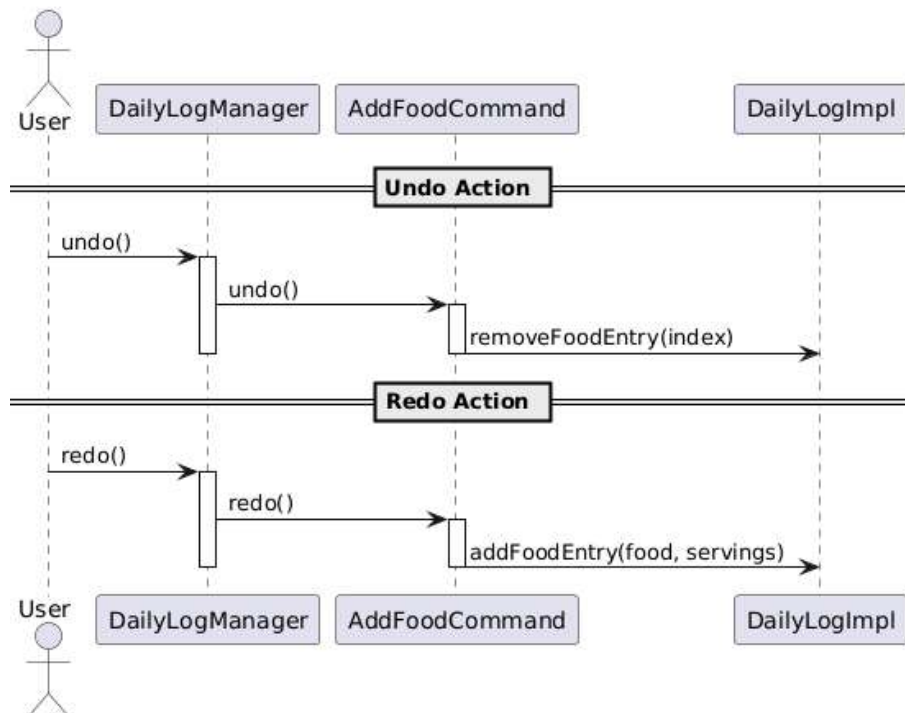 User
DailyLogManager
AddFoodCommand
DailyLogImpl
Undo Action
undo()
undo()
removeFoodEntry(index)
Redo Action
redo()
redo()
addFoodEntry(food, servings)
User
DailyLogManager
AddFoodCommand
DailyLogImpl